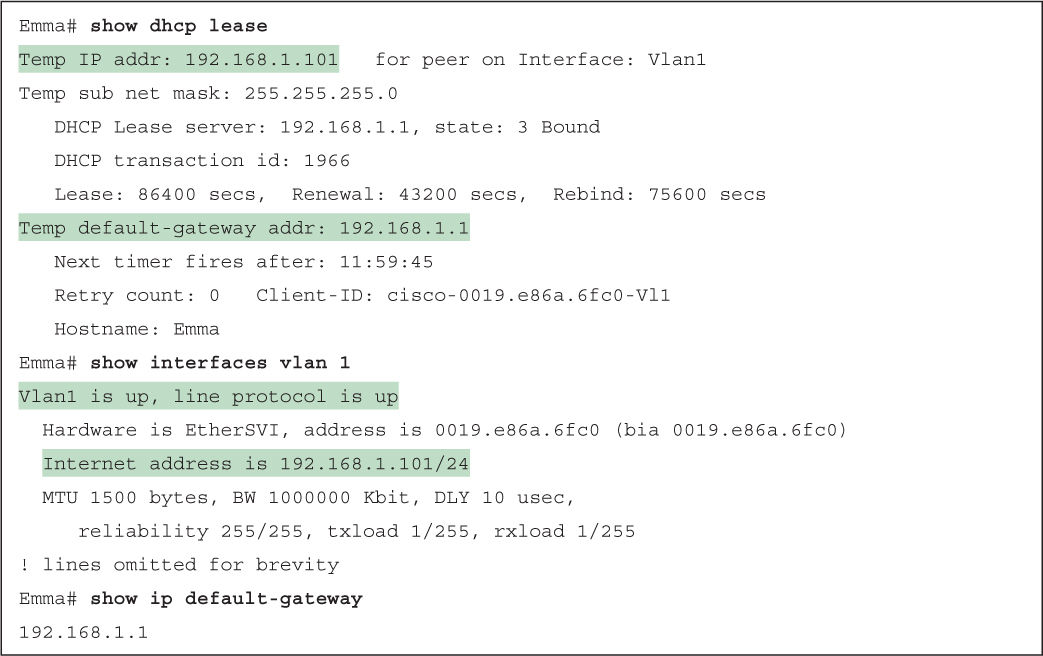 Emma# show dhcp lease
Temp IP addr: 192.168.1.101   for peer on Interface: Vlan1
Temp sub net mask: 255.255.255.0
   DHCP Lease server: 192.168.1.1, state: 3 Bound
   DHCP transaction id: 1966
   Lease: 86400 secs,  Renewal: 43200 secs,  Rebind: 75600 secs
Temp default-gateway addr: 192.168.1.1
   Next timer fires after: 11:59:45
   Retry count: 0   Client-ID: cisco-0019.e86a.6fc0-Vl1
   Hostname: Emma
Emma# show interfaces vlan 1
Vlan1 is up, line protocol is up
  Hardware is EtherSVI, address is 0019.e86a.6fc0 (bia 0019.e86a.6fc0)
  Internet address is 192.168.1.101/24
  MTU 1500 bytes, BW 1000000 Kbit, DLY 10 usec,
     reliability 255/255, txload 1/255, rxload 1/255
! lines omitted for brevity
Emma# show ip default-gateway
192.168.1.1